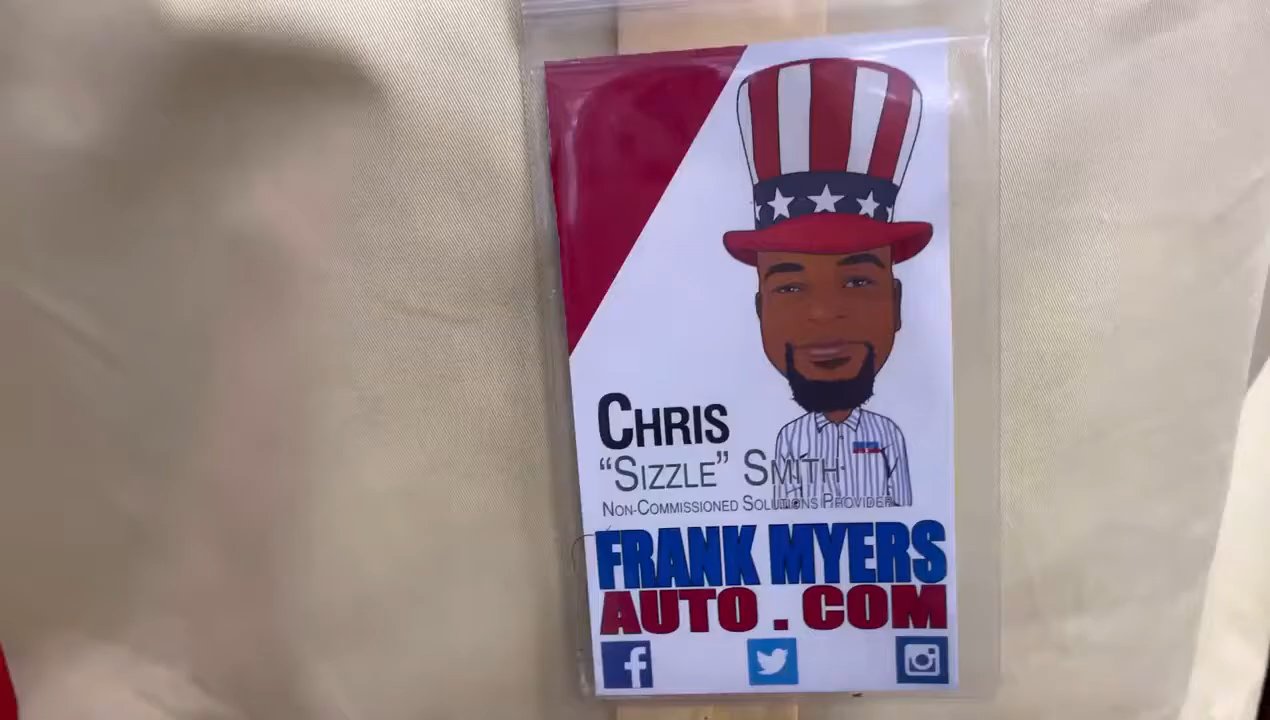 CHRIS
“SIZZLE” SMITH
NON-COMMISSIONED SOLUTIONS PROVIDER
FRANK MYERS
AUTO.COM